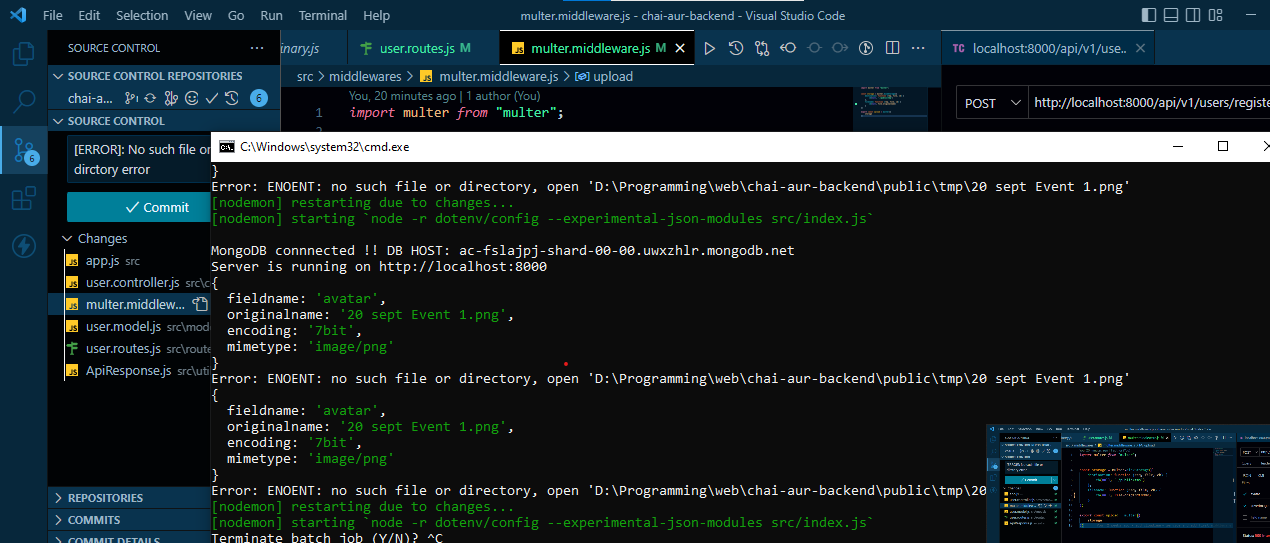 File Edit Selection View Go Run Terminal Help
multer.middleware.js - chai-aur-backend - Visual Studio Code
SOURCE CONTROL
inary.js
user.routes.js M
multer.middleware.js M
TC localhost:8000/api/v1/use..
SOURCE CONTROL REPOSITORIES
src > middlewares > multer.middleware.js > upload
chai-a...
6
You, 20 minutes ago | 1 author (You)
POST
http://localhost:8000/api/v1/users/registe
SOURCE CONTROL
1 import multer from "multer";
2
[ERROR]: No such file or
dirctory error
6
Commit
Changes
app.js src
user.controller.js src\c
multer.middlew...
user.model.js src\mod
user.routes.js src\route
ApiResponse.js src\uti
REPOSITORIES
COMMITS
COMMIT DETAILS
C:\Windows\system32\cmd.exe
}
Error: ENOENT: no such file or directory, open 'D:\Programming\web\chai-aur-backend\public\tmp\20 sept Event 1.png'
[nodemon] restarting due to changes...
[nodemon] starting `node -r dotenv/config --experimental-json-modules src/index.js`
MongoDB connnected !! DB HOST: ac-fslajpj-shard-00-00.uwxzhlr.mongodb.net
Server is running on http://localhost:8000
{
fieldname: 'avatar',
originalname: '20 sept Event 1.png',
encoding: '7bit',
mimetype: 'image/png'
}
Error: ENOENT: no such file or directory, open 'D:\Programming\web\chai-aur-backend\public\tmp\20 sept Event 1.png'
{
fieldname: 'avatar',
originalname: '20 sept Event 1.png',
encoding: '7bit',
mimetype: 'image/png'
}
Error: ENOENT: no such file or directory, open 'D:\Programming\web\chai-aur-backend\public\tmp\20
[nodemon] restarting due to changes...
[nodemon] starting `node -r dotenv/config --experimental-json-modules src/index.js`
Terminate batch job (Y/N)? ^C